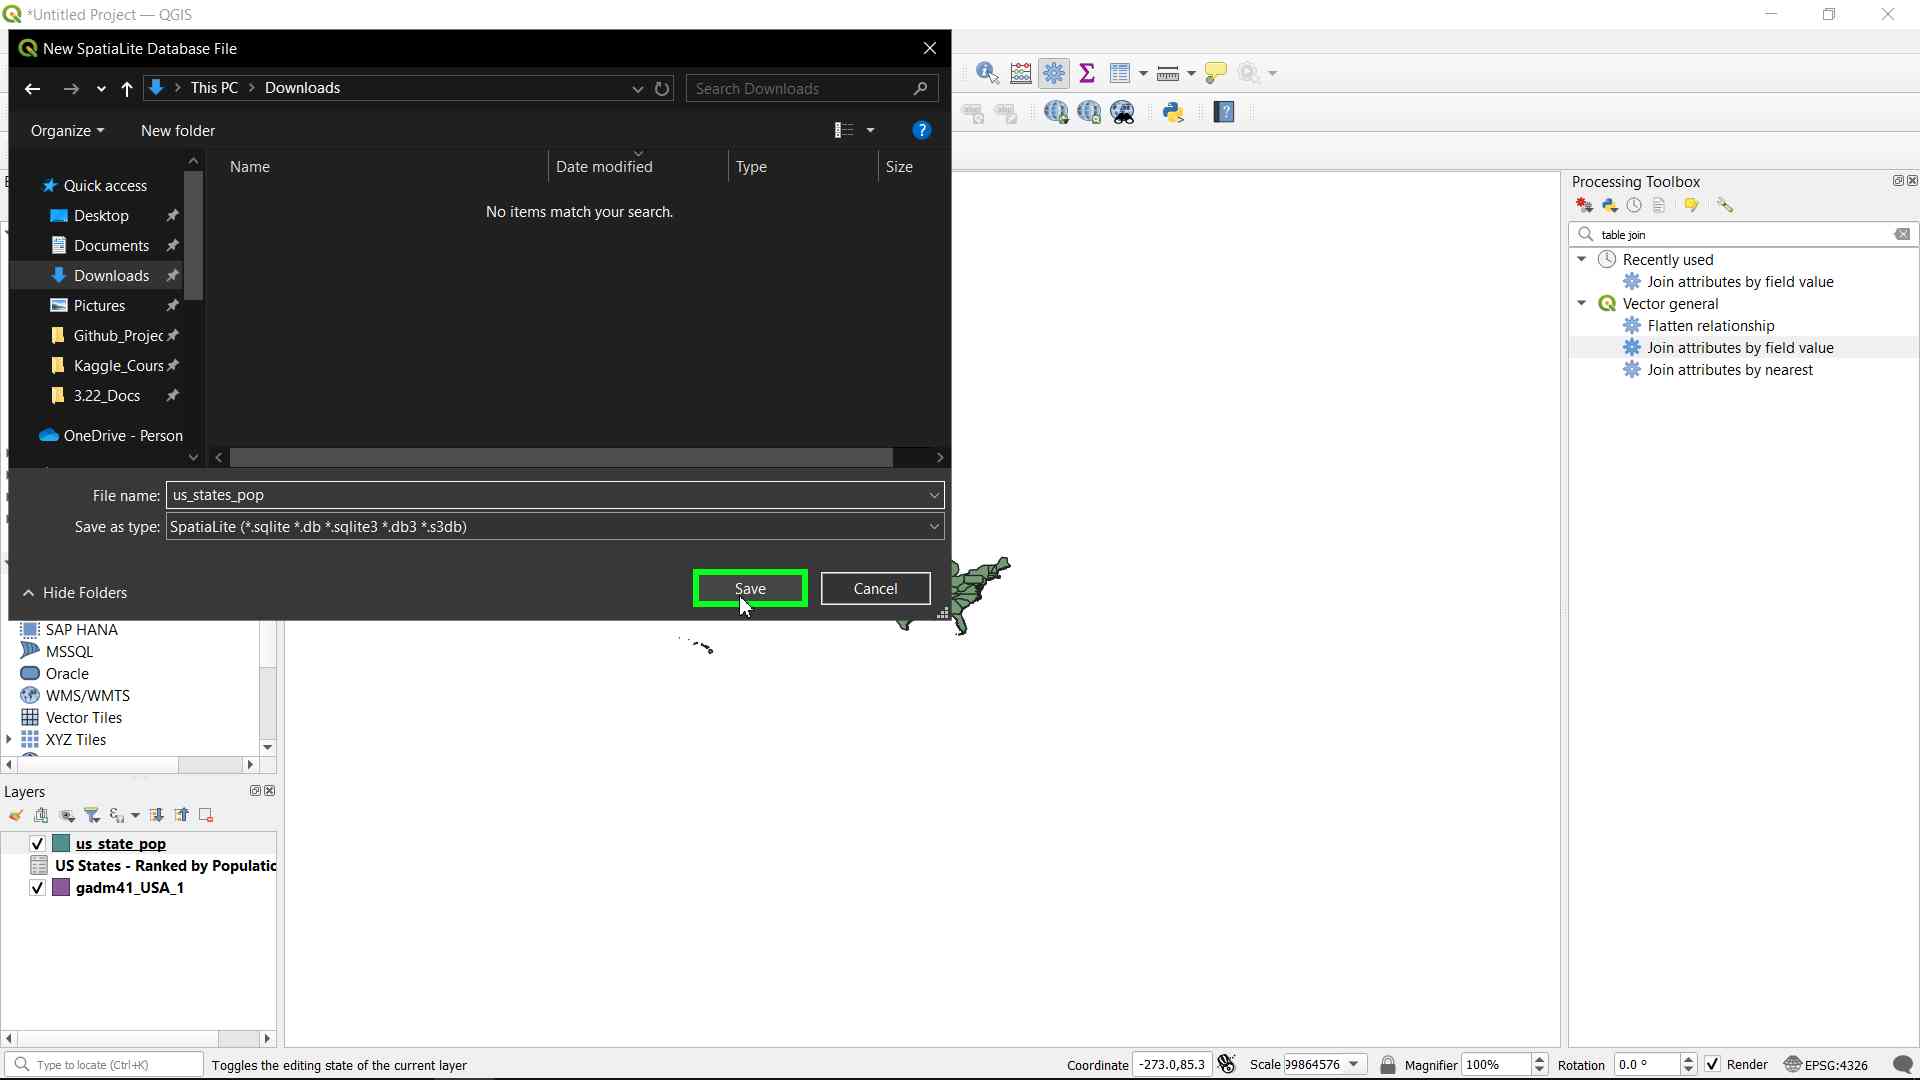 *Untitled Project — QGIS
New SpatiaLite Database File
This PC > Downloads
Search Downloads
Organize
New folder
Name
Date modified
Type
Size
No items match your search.
Quick access
Desktop
Documents
Downloads
Pictures
Github_Projec
Kaggle_Cours
3.22_Docs
OneDrive - Person
File name: us_states_pop
Save as type: SpatiaLite (*.sqlite *.db *.sqlite3 *.db3 *.s3db)
Hide Folders
Save
Cancel
Processing Toolbox
table join
Recently used
Join attributes by field value
Vector general
Flatten relationship
Join attributes by field value
Join attributes by nearest
SAP HANA
MSSQL
Oracle
WMS/WMTS
Vector Tiles
XYZ Tiles
Layers
us_state_pop
US States - Ranked by Populatic
gadm41_USA_1
Type to locate (Ctrl+K)
Toggles the editing state of the current layer
Coordinate -273.0,85.3
Scale 99864576
Magnifier 100%
Rotation 0.0 °
Render
EPSG:4326